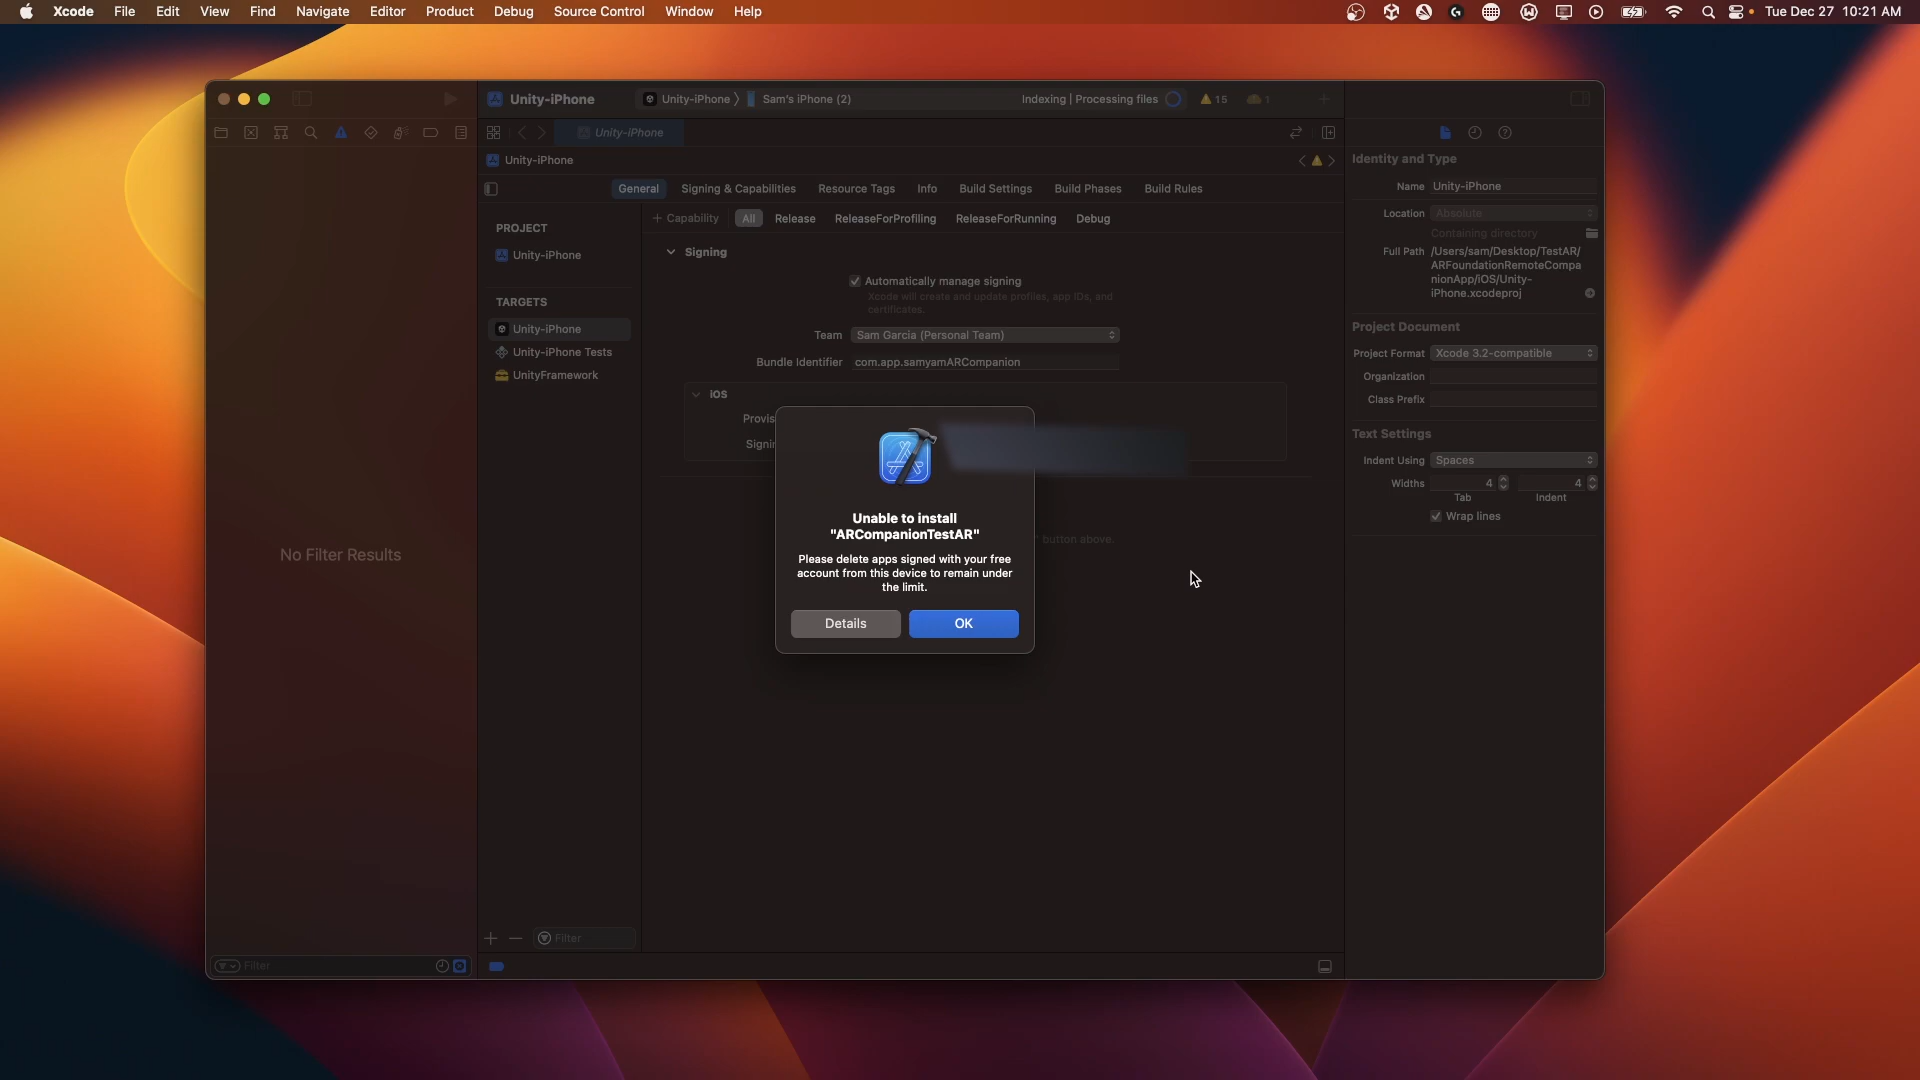 Xcode File Edit View Find Navigate Editor Product Debug Source Control Window Help
Tue Dec 27 10:21 AM
Unity-iPhone
Unity-iPhone
Sam's iPhone (2)
Indexing | Processing files
15
1
Unity-iPhone
Unity-iPhone
General Signing & Capabilities Resource Tags Info Build Settings Build Phases Build Rules
+ Capability All Release ReleaseForProfiling ReleaseForRunning Debug
PROJECT
Unity-iPhone
TARGETS
Unity-iPhone
Unity-iPhone Tests
UnityFramework
Signing
Automatically manage signing
Xcode will create and update profiles, app IDs, and
certificates.
Team Sam Garcia (Personal Team)
Bundle Identifier com.app.samyamARCompanion
iOS
Provis
Signin
button above.
No Filter Results
Unable to install
"ARCompanionTestAR"
Please delete apps signed with your free
account from this device to remain under
the limit.
Details
OK
Identity and Type
Name Unity-iPhone
Location Absolute
Containing directory
Full Path /Users/sam/Desktop/TestAR/
ARFoundationRemoteCompa
nionApp/iOS/Unity-
iPhone.xcodeproj
Project Document
Project Format Xcode 3.2-compatible
Organization
Class Prefix
Text Settings
Indent Using Spaces
Widths 4 4
Tab Indent
Wrap lines
Filter
Filter